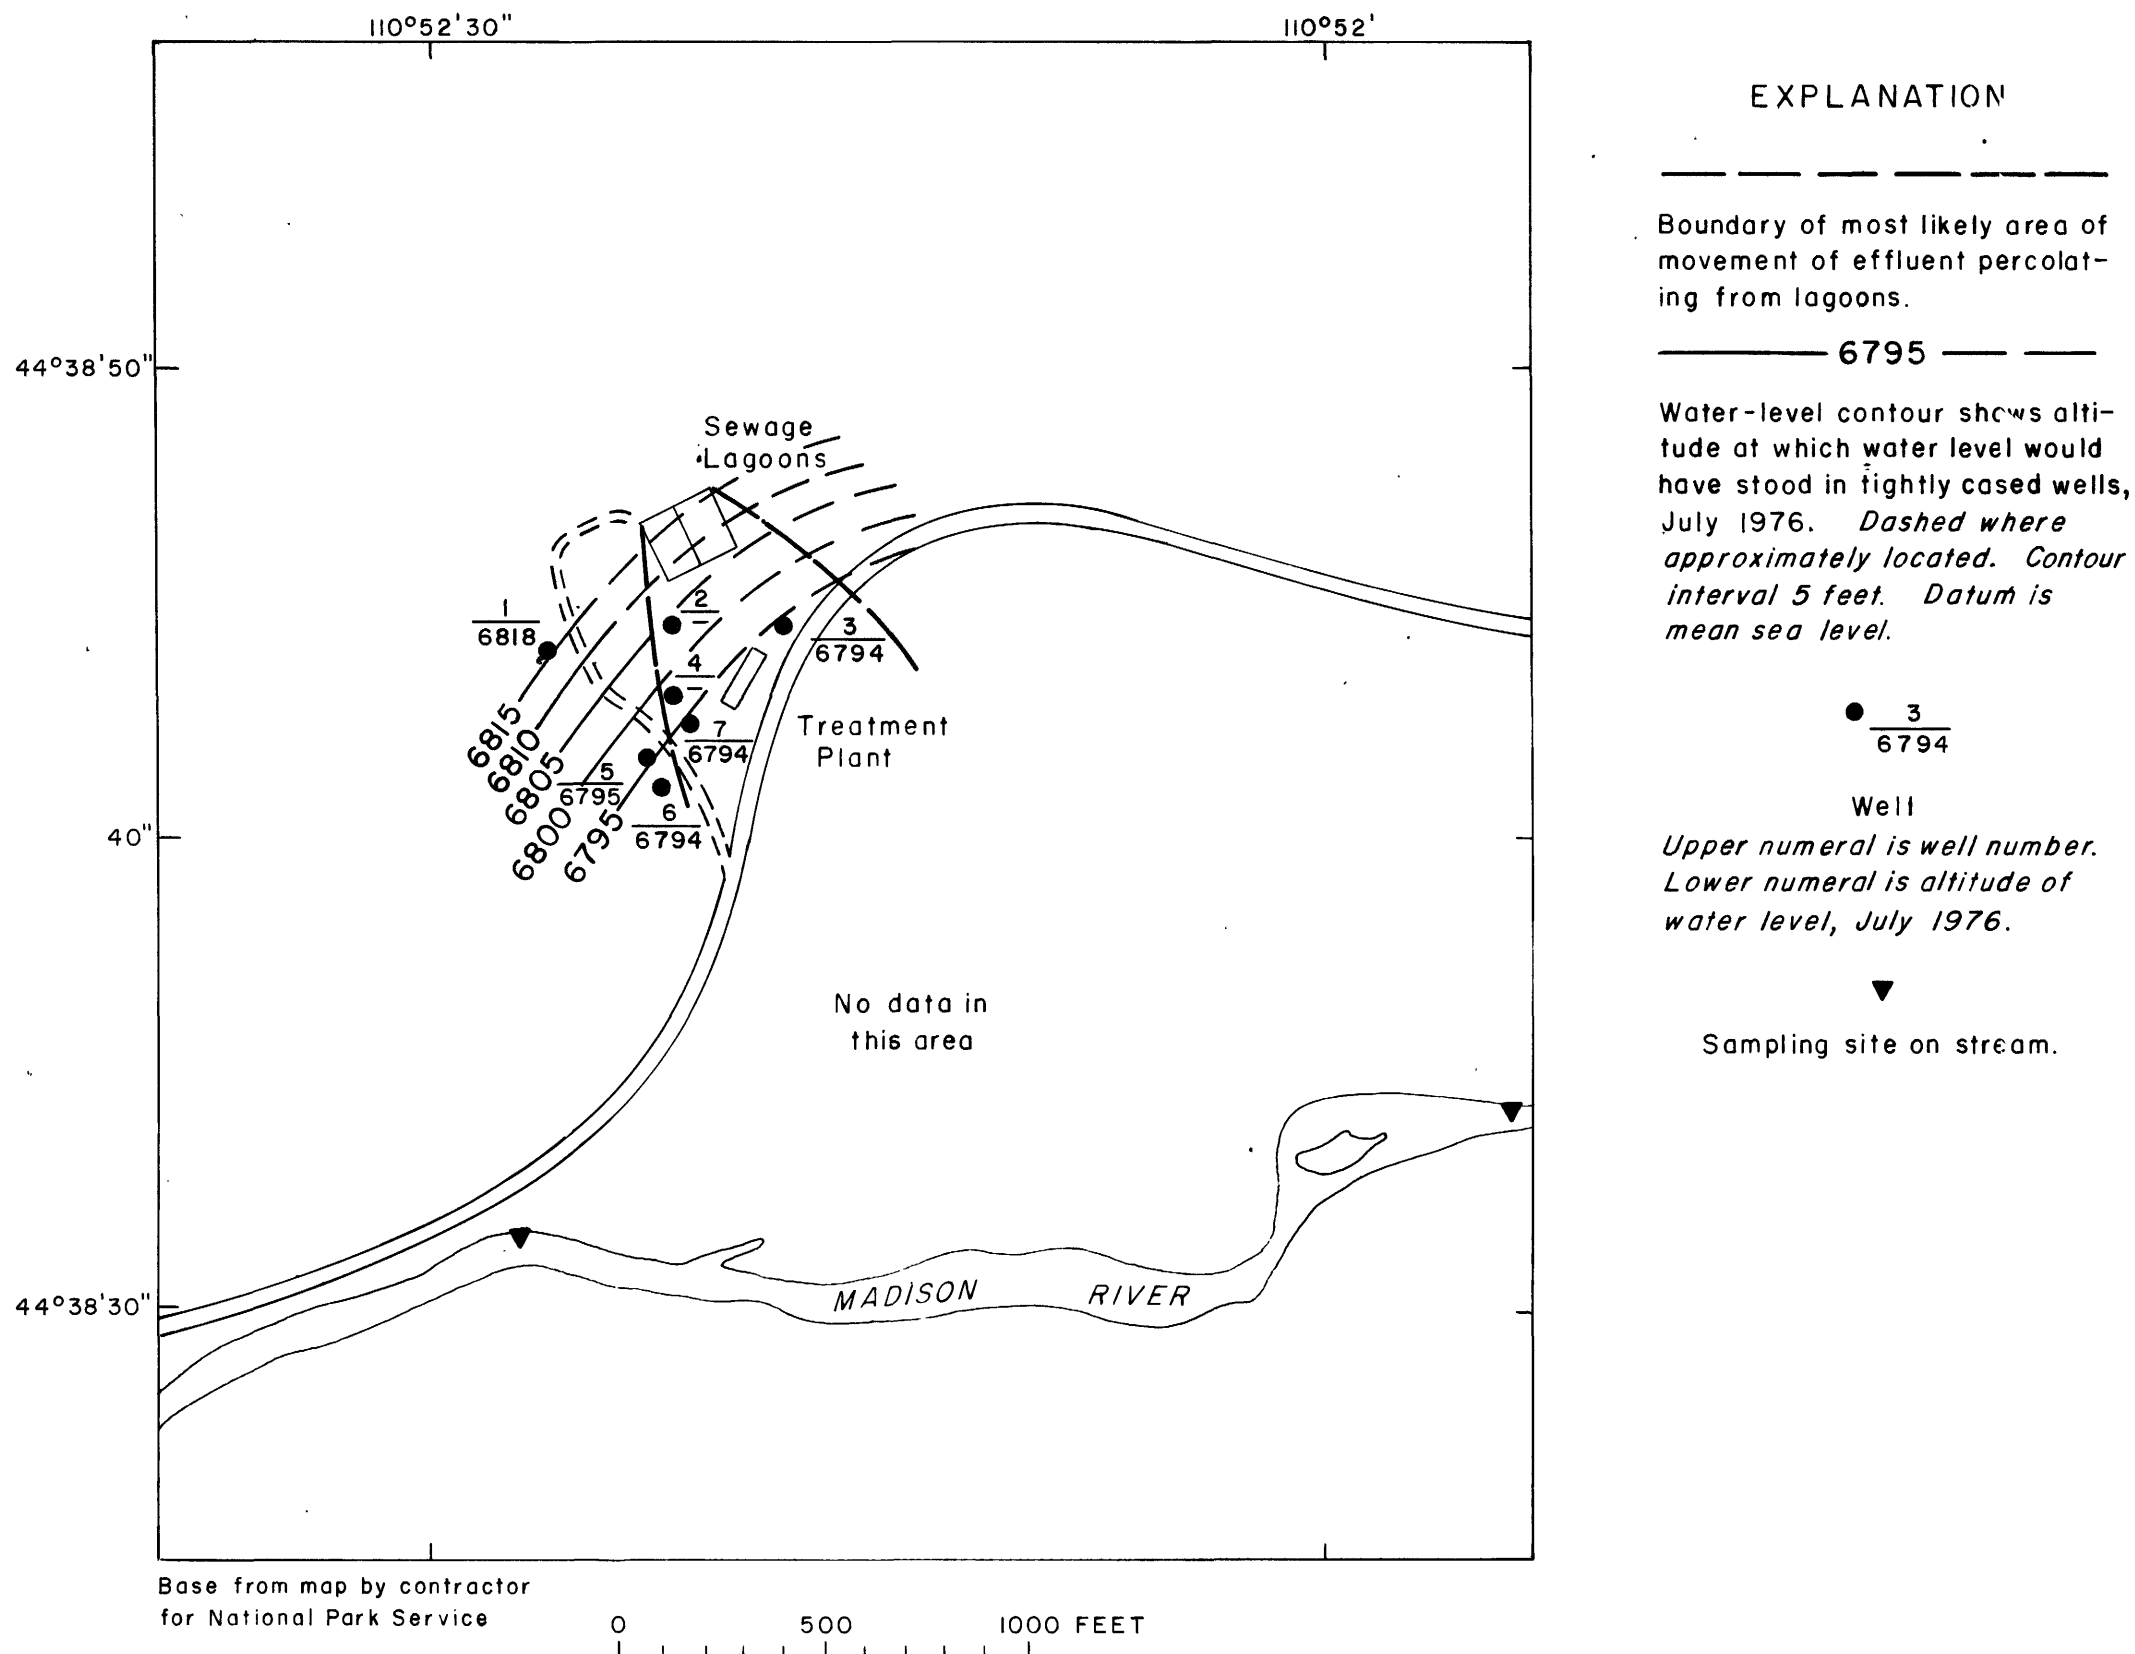 110°52'30"
110°52'
EXPLANATION
Boundary of most likely area of
movement of effluent percolat-
ing from lagoons.
44°38'50"
6795
Water-level contour shows alti-
tude at which water level would
have stood in tightly cased wells,
July 1976. Dashed where
approximately located. Contour
interval 5 feet. Datum is
mean sea level.
Sewage
Lagoons
1
6818
2
—
3
6794
4
—
7
6794
Treatment
Plant
5
6795
6
6794
6815
6810
6805
6800
6795
3
6794
Well
Upper numeral is well number.
Lower numeral is altitude of
water level, July 1976.
40"
No data in
this area
Sampling site on stream.
44°38'30"
MADISON RIVER
Base from map by contractor
for National Park Service
0 500 1000 FEET